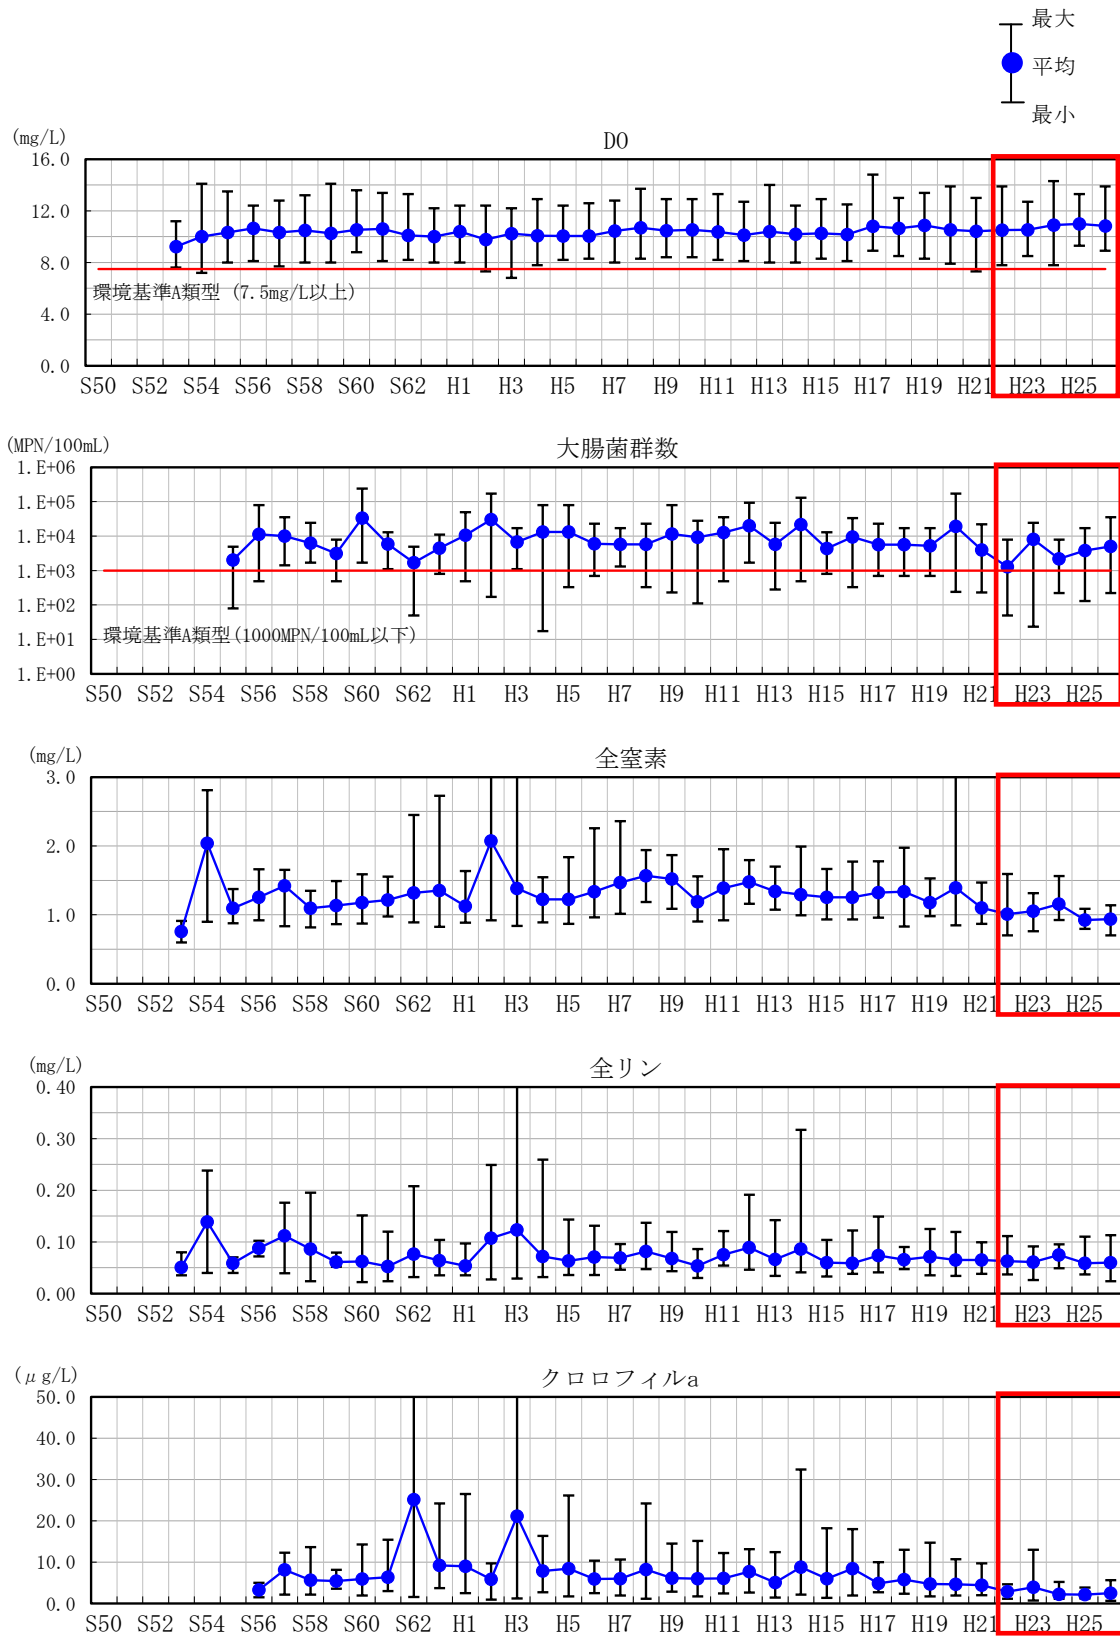 最大
平均
最小
(mg/L)
DO
16.0
12.0
8.0
環境基準A類型 (7.5mg/L以上)
4.0
0.0
S50 S52 S54 S56 S58 S60 S62 H1 H3 H5 H7 H9 H11 H13 H15 H17 H19 H21 H23 H25
(MPN/100mL)
大腸菌群数
1.E+06
1.E+05
1.E+04
1.E+03
1.E+02
環境基準A類型(1000MPN/100mL以下)
1.E+01
1.E+00
S50 S52 S54 S56 S58 S60 S62 H1 H3 H5 H7 H9 H11 H13 H15 H17 H19 H21 H23 H25
(mg/L)
全窒素
3.0
2.0
1.0
0.0
S50 S52 S54 S56 S58 S60 S62 H1 H3 H5 H7 H9 H11 H13 H15 H17 H19 H21 H23 H25
(mg/L)
全リン
0.40
0.30
0.20
0.10
0.00
S50 S52 S54 S56 S58 S60 S62 H1 H3 H5 H7 H9 H11 H13 H15 H17 H19 H21 H23 H25
(μg/L)
クロロフィルa
50.0
40.0
30.0
20.0
10.0
0.0
S50 S52 S54 S56 S58 S60 S62 H1 H3 H5 H7 H9 H11 H13 H15 H17 H19 H21 H23 H25